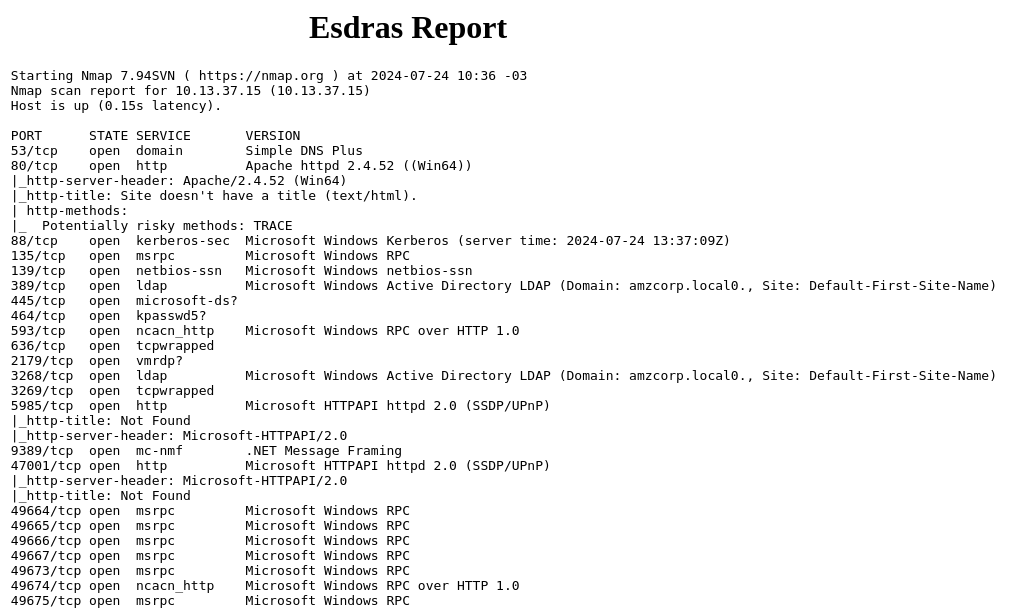 Esdras Report
Starting Nmap 7.94SVN ( https://nmap.org ) at 2024-07-24 10:36 -03
Nmap scan report for 10.13.37.15 (10.13.37.15)
Host is up (0.15s latency).
PORT      STATE SERVICE       VERSION
53/tcp    open  domain        Simple DNS Plus
80/tcp    open  http          Apache httpd 2.4.52 ((Win64))
|_http-server-header: Apache/2.4.52 (Win64)
|_http-title: Site doesn't have a title (text/html).
| http-methods:
|_  Potentially risky methods: TRACE
88/tcp    open  kerberos-sec  Microsoft Windows Kerberos (server time: 2024-07-24 13:37:09Z)
135/tcp   open  msrpc         Microsoft Windows RPC
139/tcp   open  netbios-ssn   Microsoft Windows netbios-ssn
389/tcp   open  ldap          Microsoft Windows Active Directory LDAP (Domain: amzcorp.local0., Site: Default-First-Site-Name)
445/tcp   open  microsoft-ds?
464/tcp   open  kpasswd5?
593/tcp   open  ncacn_http    Microsoft Windows RPC over HTTP 1.0
636/tcp   open  tcpwrapped
2179/tcp  open  vmrdp?
3268/tcp  open  ldap          Microsoft Windows Active Directory LDAP (Domain: amzcorp.local0., Site: Default-First-Site-Name)
3269/tcp  open  tcpwrapped
5985/tcp  open  http          Microsoft HTTPAPI httpd 2.0 (SSDP/UPnP)
|_http-title: Not Found
|_http-server-header: Microsoft-HTTPAPI/2.0
9389/tcp  open  mc-nmf        .NET Message Framing
47001/tcp open  http          Microsoft HTTPAPI httpd 2.0 (SSDP/UPnP)
|_http-server-header: Microsoft-HTTPAPI/2.0
|_http-title: Not Found
49664/tcp open  msrpc         Microsoft Windows RPC
49665/tcp open  msrpc         Microsoft Windows RPC
49666/tcp open  msrpc         Microsoft Windows RPC
49667/tcp open  msrpc         Microsoft Windows RPC
49673/tcp open  msrpc         Microsoft Windows RPC
49674/tcp open  ncacn_http    Microsoft Windows RPC over HTTP 1.0
49675/tcp open  msrpc         Microsoft Windows RPC